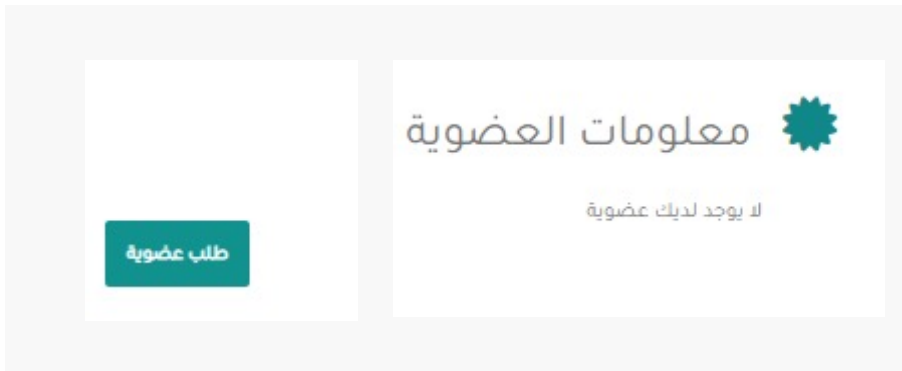 معلومات العضوية
لا يوجد لديك عضوية
طلب عضوية